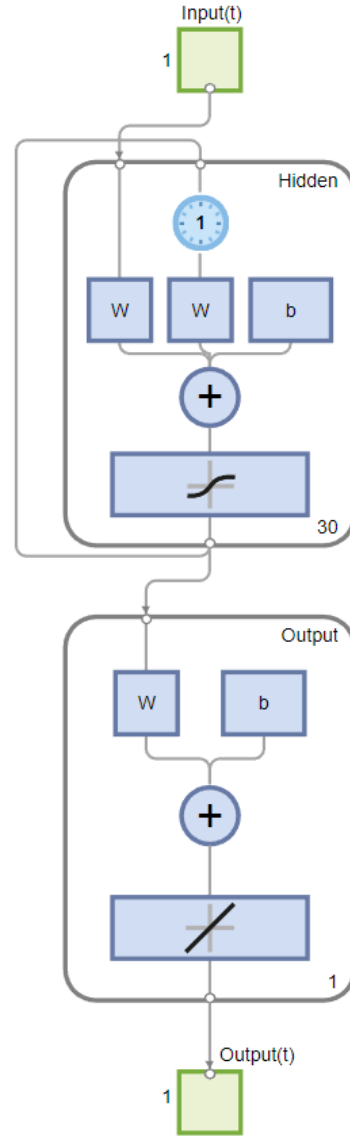 Input(t)
1
Hidden
1
W W b
+
30
Output
W b
+
1
Output(t)
1